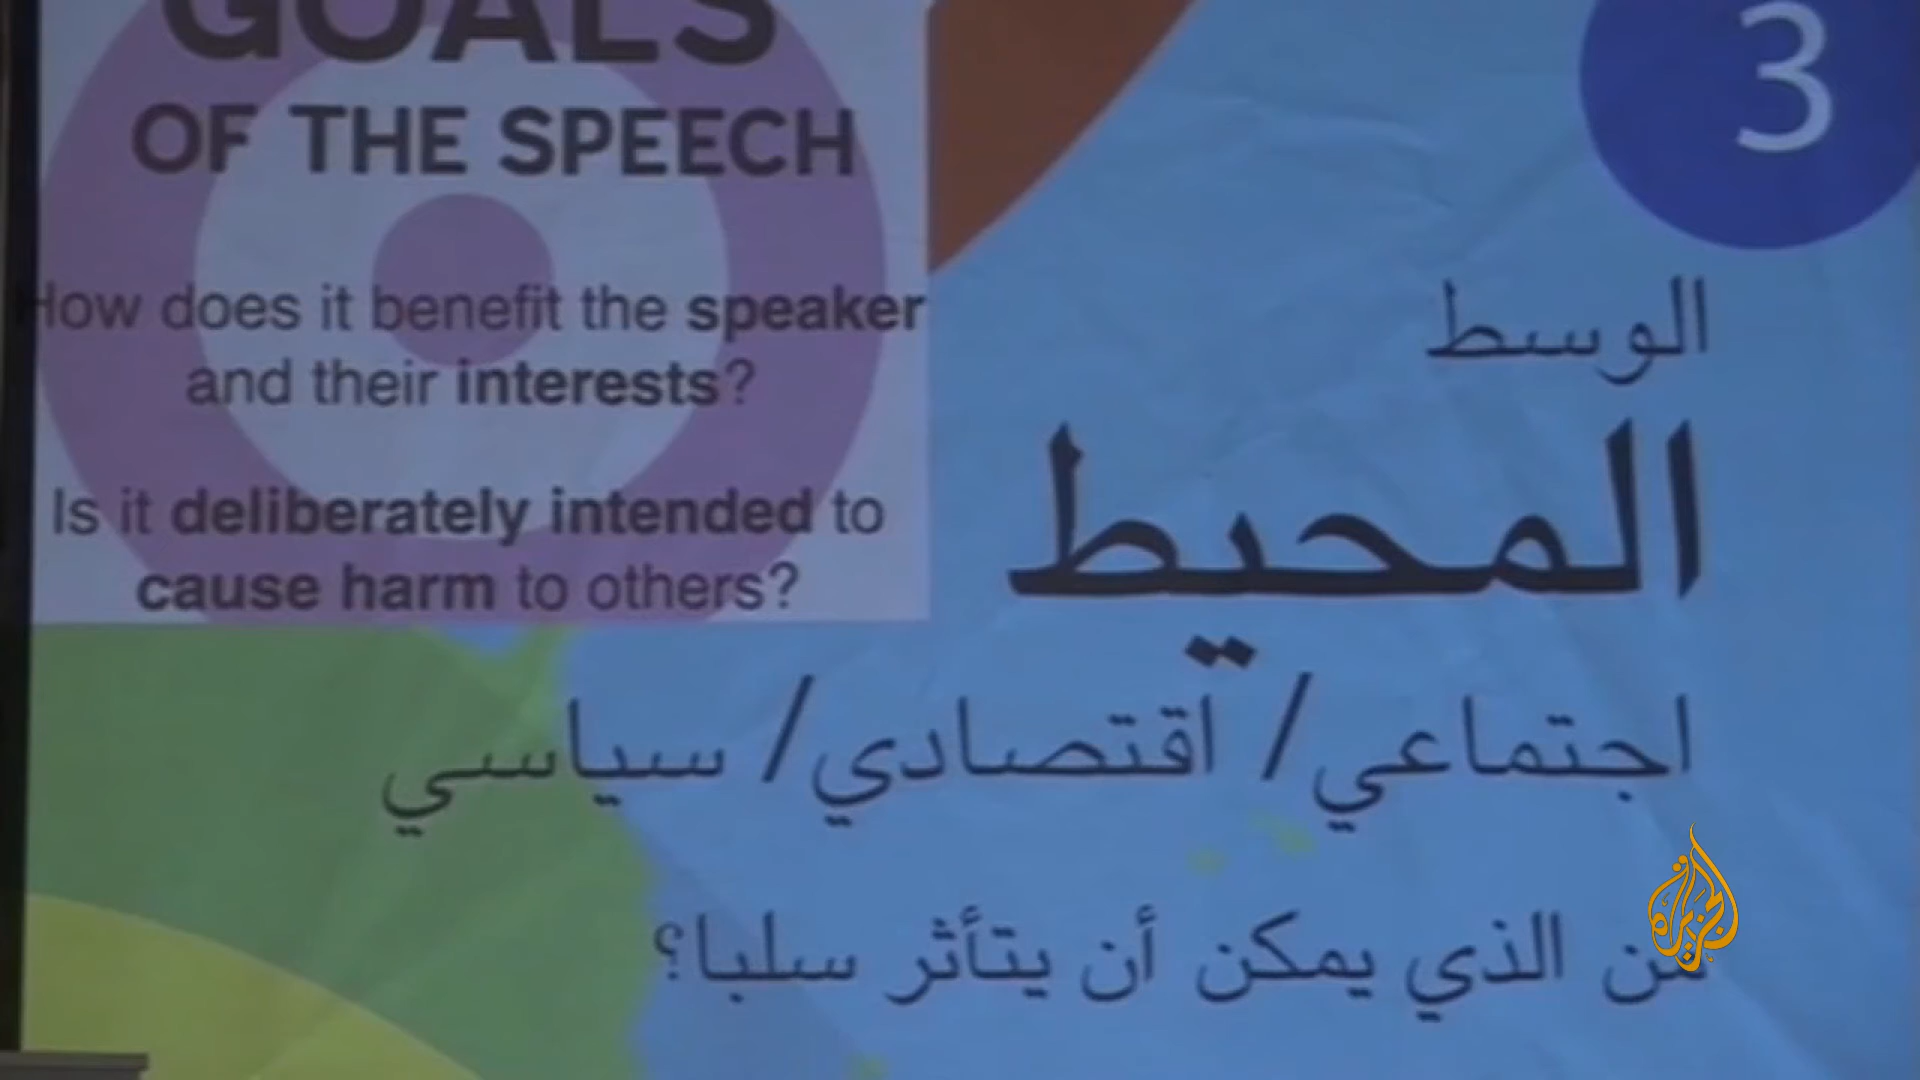 GOALS
OF THE SPEECH
How does it benefit the speaker
and their interests?
Is it deliberately intended to
cause harm to others?
3
الوسط
المحيط
اجتماعي/ اقتصادي/ سياسي
من الذي يمكن أن يتأثر سلبا؟
الجزيرة